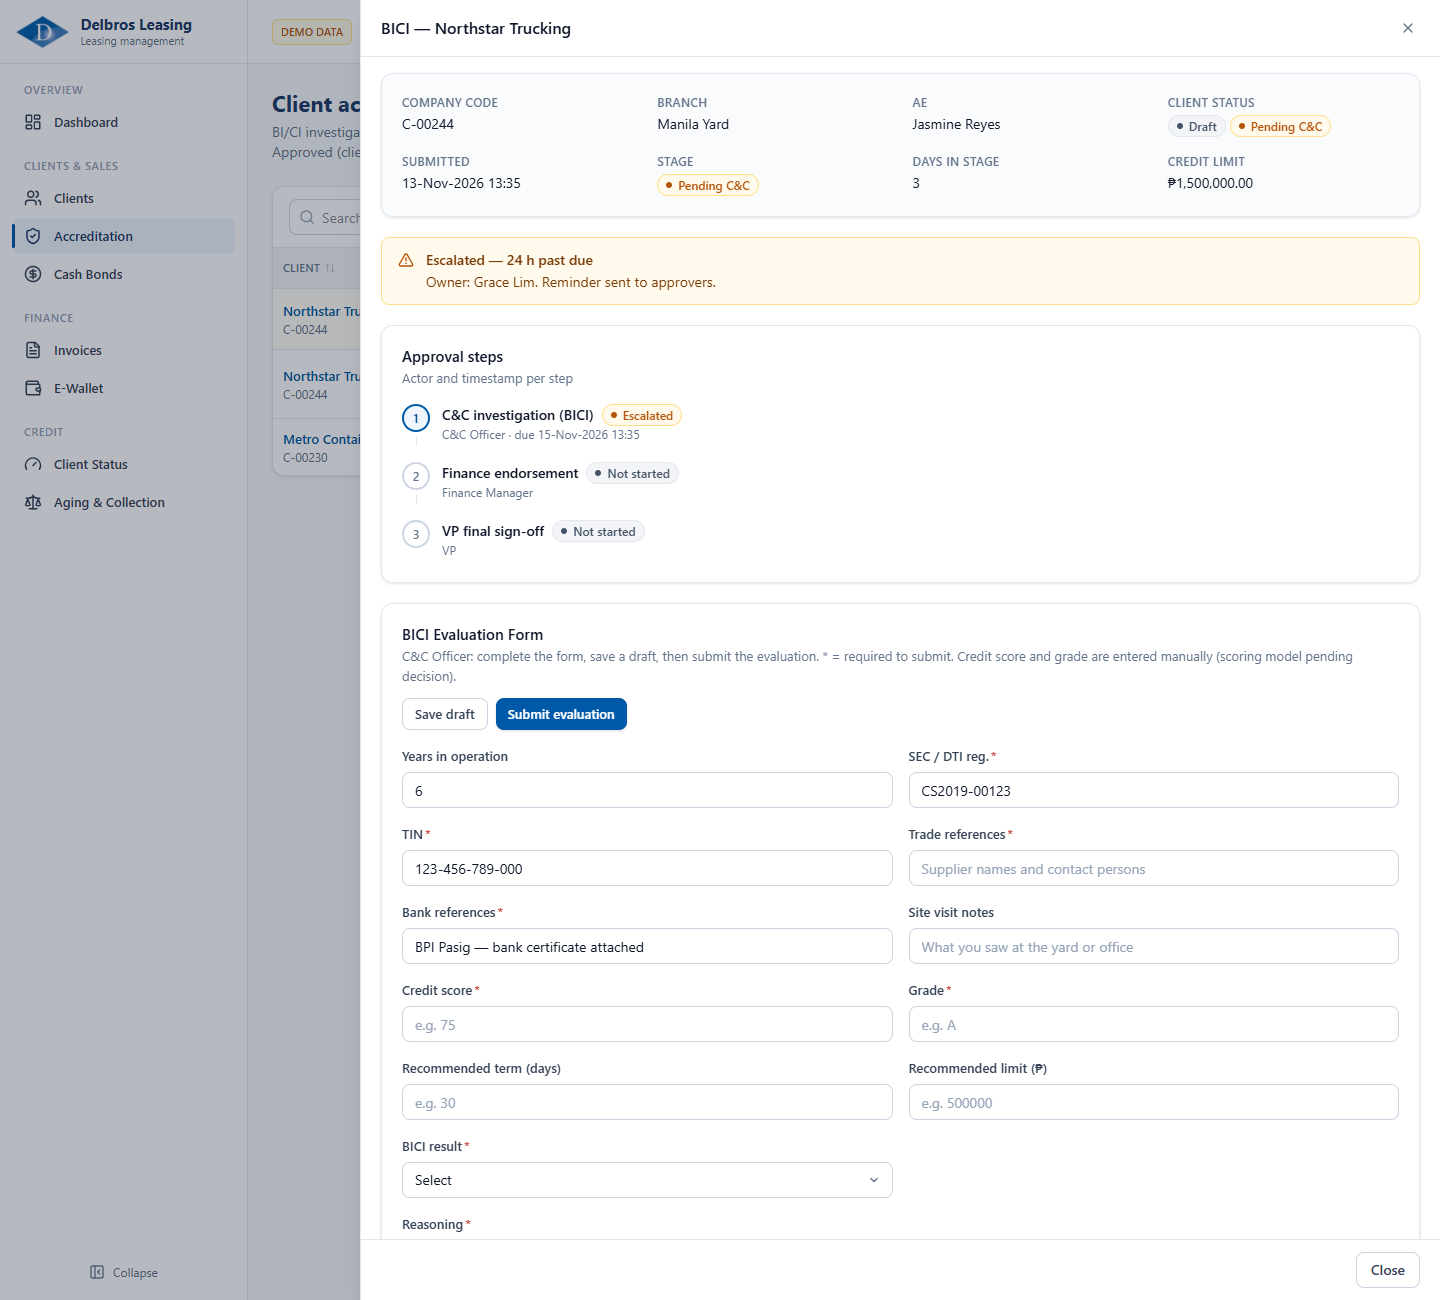 Delbros Leasing
Leasing management
OVERVIEW
Dashboard
CLIENTS & SALES
Clients
Accreditation
Cash Bonds
FINANCE
Invoices
E-Wallet
CREDIT
Client Status
Aging & Collection
Collapse
DEMO DATA
Client ac
BI/CI investiga
Approved (clie
Search
CLIENT
Northstar Tru
C-00244
Northstar Tru
C-00244
Metro Contai
C-00230
BICI — Northstar Trucking
COMPANY CODE
C-00244
BRANCH
Manila Yard
AE
Jasmine Reyes
CLIENT STATUS
Draft
Pending C&C
SUBMITTED
13-Nov-2026 13:35
STAGE
Pending C&C
DAYS IN STAGE
3
CREDIT LIMIT
₱1,500,000.00
Escalated — 24 h past due
Owner: Grace Lim. Reminder sent to approvers.
Approval steps
Actor and timestamp per step
1 C&C investigation (BICI) Escalated
C&C Officer · due 15-Nov-2026 13:35
2 Finance endorsement Not started
Finance Manager
3 VP final sign-off Not started
VP
BICI Evaluation Form
C&C Officer: complete the form, save a draft, then submit the evaluation. * = required to submit. Credit score and grade are entered manually (scoring model pending
decision).
Save draft
Submit evaluation
Years in operation
6
SEC / DTI reg. *
CS2019-00123
TIN *
123-456-789-000
Trade references *
Supplier names and contact persons
Bank references *
BPI Pasig — bank certificate attached
Site visit notes
What you saw at the yard or office
Credit score *
e.g. 75
Grade *
e.g. A
Recommended term (days)
e.g. 30
Recommended limit (₱)
e.g. 500000
BICI result *
Select
Reasoning *
Close